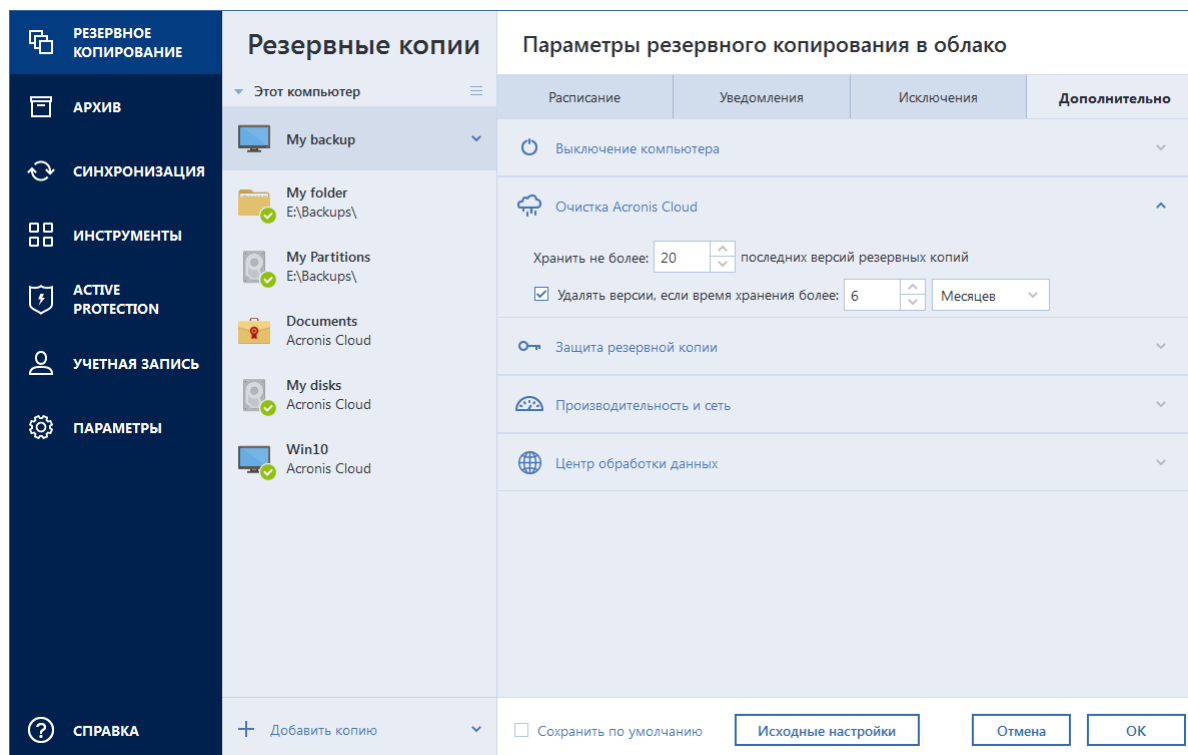 РЕЗЕРВНОЕ
КОПИРОВАНИЕ
АРХИВ
СИНХРОНИЗАЦИЯ
ИНСТРУМЕНТЫ
ACTIVE
PROTECTION
УЧЕТНАЯ ЗАПИСЬ
ПАРАМЕТРЫ
СПРАВКА
Резервные копии
Этот компьютер
My backup
My folder
E:\Backups\
My Partitions
E:\Backups\
Documents
Acronis Cloud
My disks
Acronis Cloud
Win10
Acronis Cloud
Добавить копию
Параметры резервного копирования в облако
Расписание Уведомления Исключения Дополнительно
Выключение компьютера
Очистка Acronis Cloud
Хранить не более: 20 последних версий резервных копий
Удалять версии, если время хранения более: 6 Месяцев
Защита резервной копии
Производительность и сеть
Центр обработки данных
Сохранить по умолчанию Исходные настройки Отмена OK